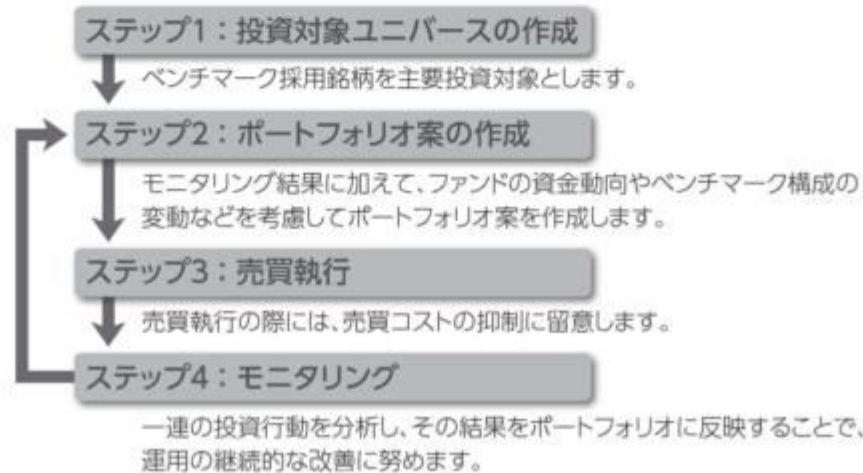 ステップ1：投資対象ユニバースの作成
ベンチマーク採用銘柄を主要投資対象とします。
ステップ2：ポートフォリオ案の作成
モニタリング結果に加えて、ファンドの資金動向やベンチマーク構成の
変動などを考慮してポートフォリオ案を作成します。
ステップ3：売買執行
売買執行の際には、売買コストの抑制に留意します。
ステップ4：モニタリング
一連の投資行動を分析し、その結果をポートフォリオに反映することで、
運用の継続的な改善に努めます。